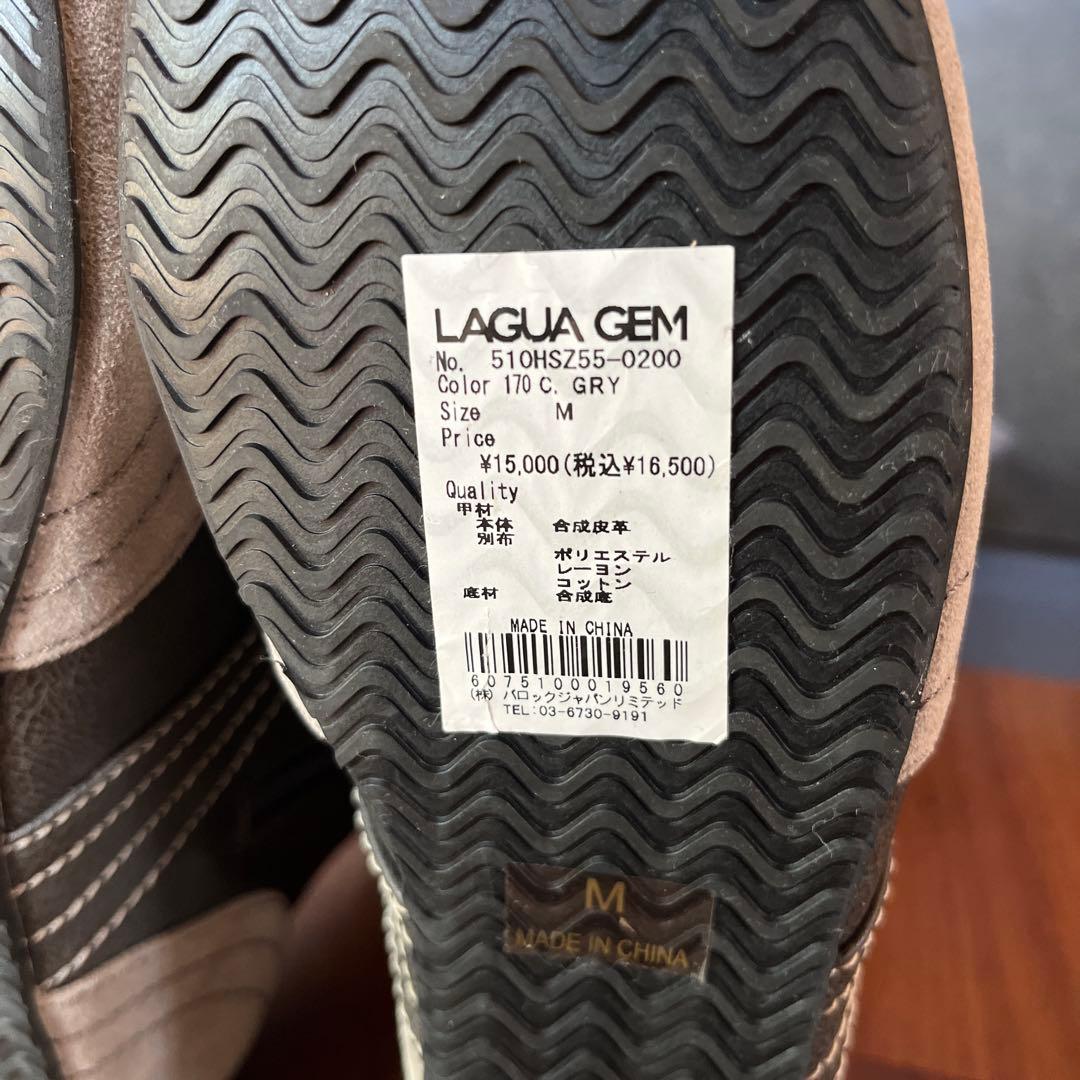 LAGUA GEM
No. 510HSZ55-0200
Color 170 C. GRY
Size M
Price
¥15,000(税込¥16,500)
Quality
甲材
本体 合成皮革
別布
ポリエステル
レーヨン
コットン
底材 合成底
MADE IN CHINA
6075100019560
(株) バロックジャパンリミテッド
TEL:03-6730-9191
M
MADE IN CHINA